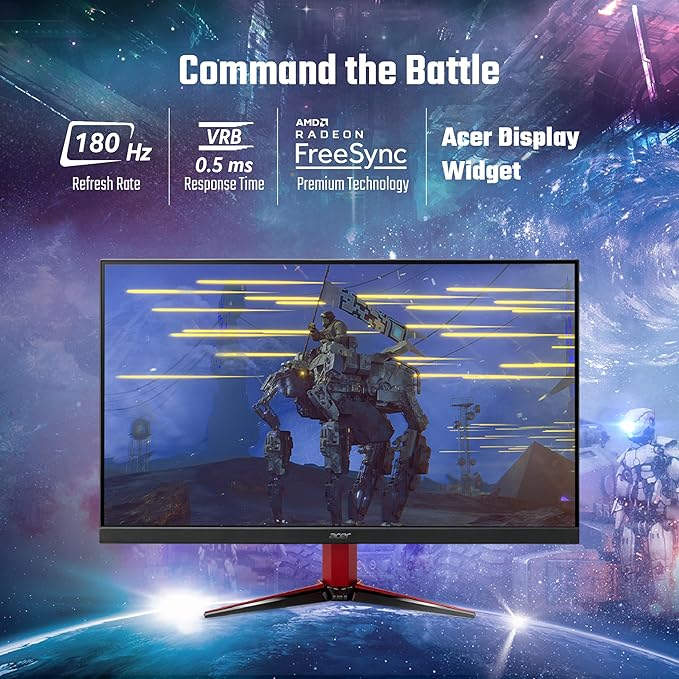 Command the Battle
180 Hz
Refresh Rate
VRB
0.5 ms
Response Time
AMD
RADEON
FreeSync
Premium Technology
Acer Display
Widget
acer